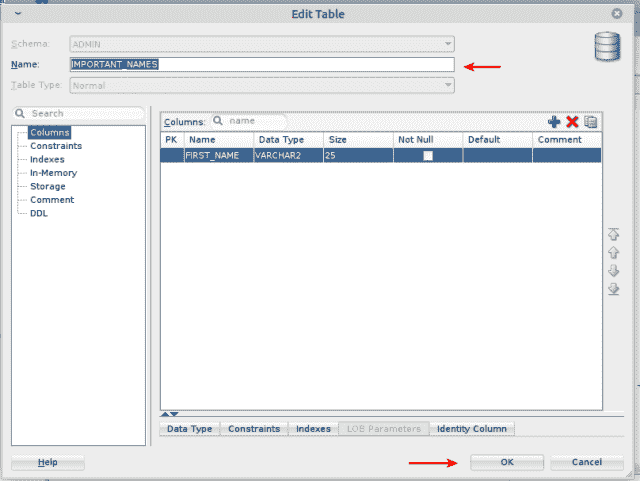 Edit Table
Schema: ADMIN
Name: IMPORTANT_NAMES
Table Type: Normal
Search
Columns
Constraints
Indexes
In-Memory
Storage
Comment
DDL
Columns: name
PK Name Data Type Size Not Null Default Comment
FIRST_NAME VARCHAR2 25
Data Type Constraints Indexes LOB Parameters Identity Column
Help OK Cancel